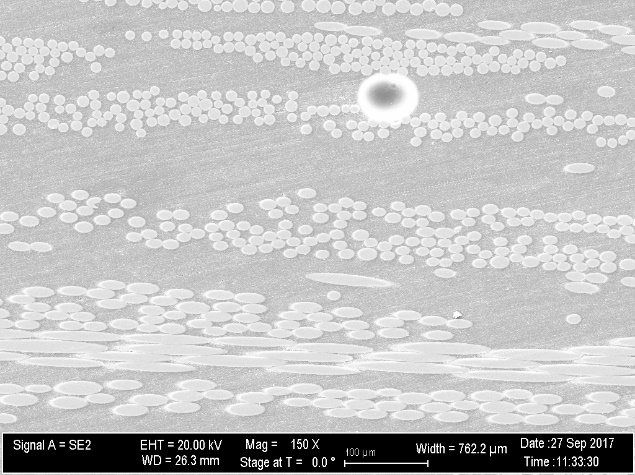 Signal A = SE2 EHT = 20.00 kV Mag = 150 X 100 µm Width = 762.2 µm Date :27 Sep 2017
WD = 26.3 mm Stage at T = 0.0 ° Time :11:33:30